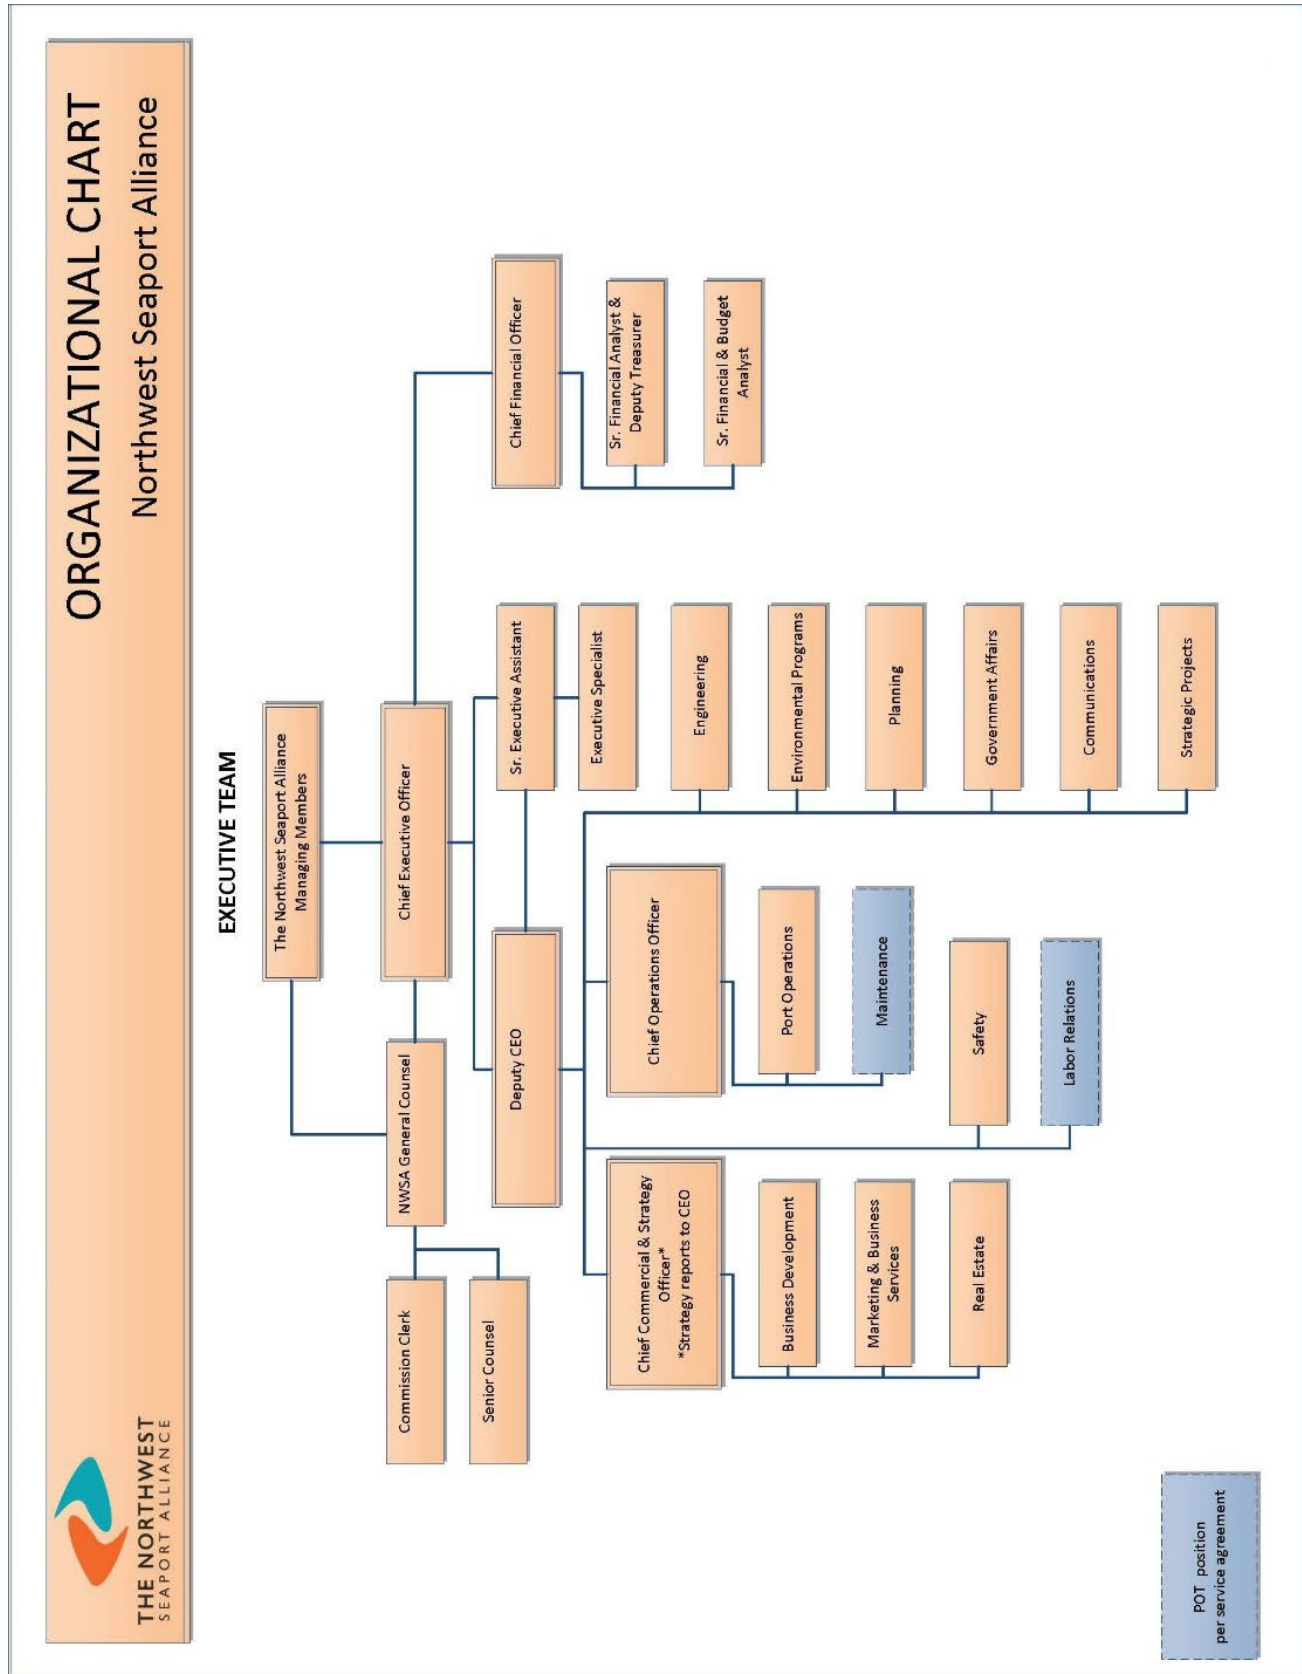 THE NORTHWEST
SEAPORT ALLIANCE
ORGANIZATIONAL CHART
Northwest Seaport Alliance
EXECUTIVE TEAM
The Northwest Seaport Alliance
Managing Members
NWSA General Counsel
Chief Executive Officer
Commission Clerk
Senior Counsel
Deputy CEO
Sr. Executive Assistant
Executive Specialist
Chief Financial Officer
Sr. Financial Analyst &
Deputy Treasurer
Sr. Financial & Budget
Analyst
Chief Commercial & Strategy
Officer*
*Strategy reports to CEO
Business Development
Marketing & Business
Services
Real Estate
Chief Operations Officer
Port Operations
Maintenance
Safety
Labor Relations
Engineering
Environmental Programs
Planning
Government Affairs
Communications
Strategic Projects
POT position
per service agreement